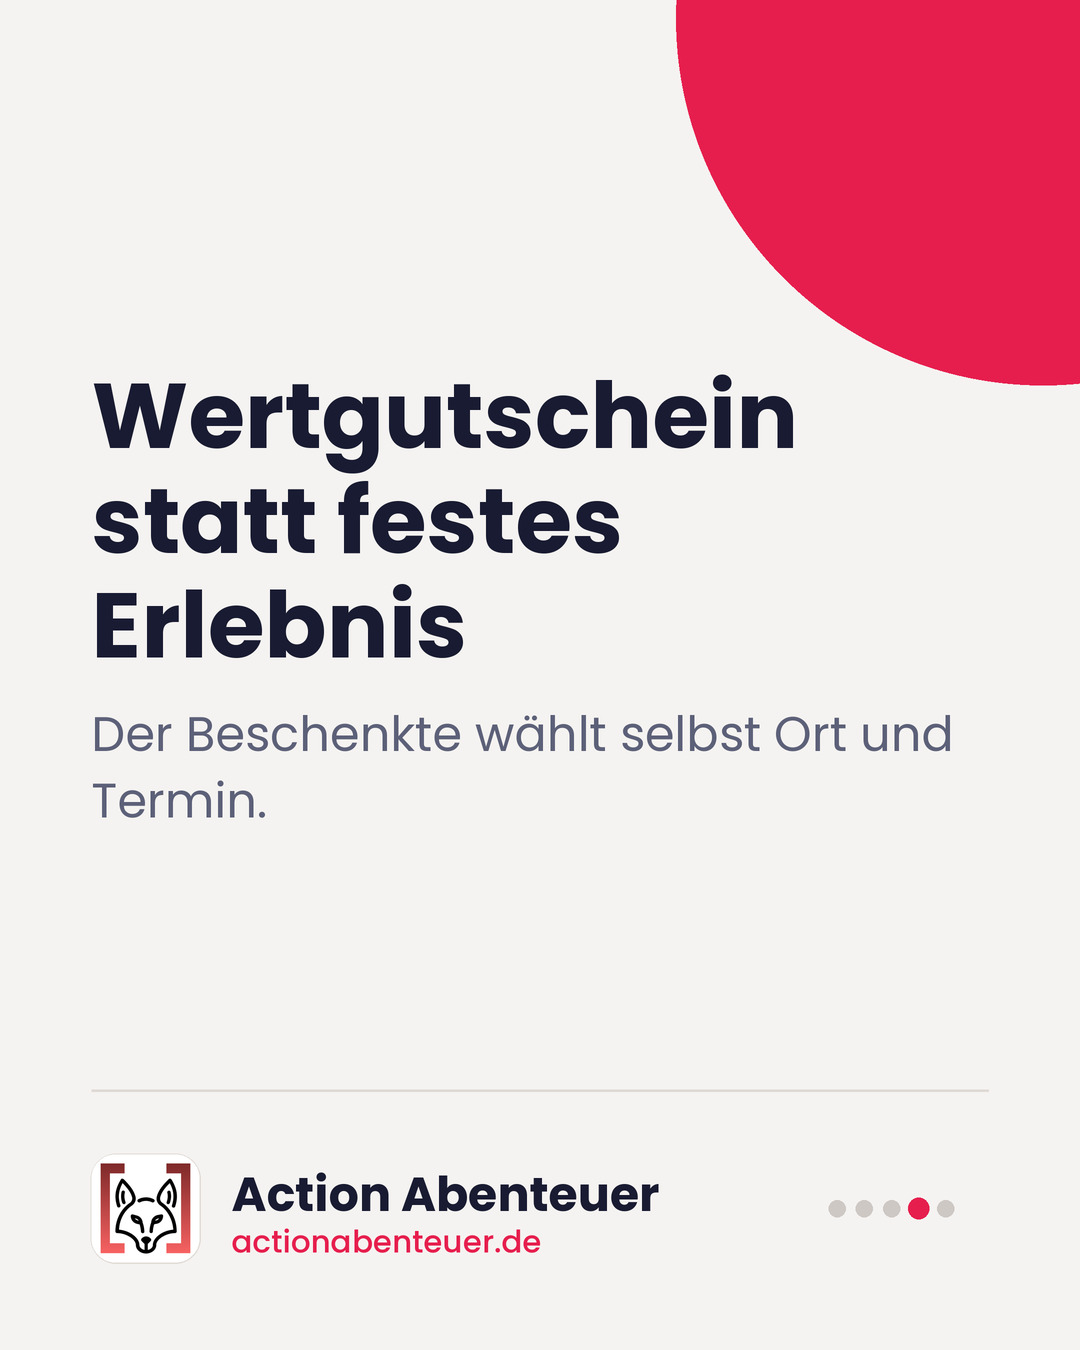 Wertgutschein
statt festes
Erlebnis
Der Beschenkte wählt selbst Ort und
Termin.
Action Abenteuer
actionabenteuer.de